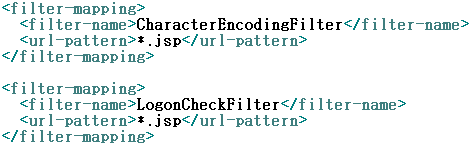 <filter-mapping>
  <filter-name>CharacterEncodingFilter</filter-name>
  <url-pattern>*.jsp</url-pattern>
</filter-mapping>

<filter-mapping>
  <filter-name>LogonCheckFilter</filter-name>
  <url-pattern>*.jsp</url-pattern>
</filter-mapping>